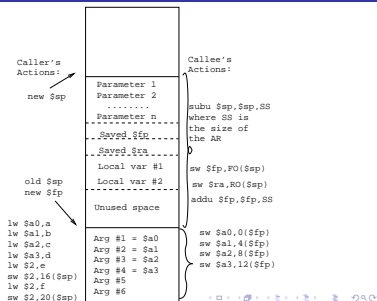 Caller's
Actions:
new $sp
old $sp
new $fp
lw $a0,a
lw $a1,b
lw $a2,c
lw $a3,d
lw $2,e
sw $2,16($sp)
lw $2,f
sw $2,20($sp)
Parameter 1
Parameter 2
........
Parameter n
Saved $fp
Saved $ra
Local var #1
Local var #2
Unused space
Arg #1 = $a0
Arg #2 = $a1
Arg #3 = $a2
Arg #4 = $a3
Arg #5
Arg #6
Callee's
Actions:
subu $sp,$sp,SS
where SS is
the size of
the AR
sw $fp,FO($sp)
sw $ra,RO($sp)
addu $fp,$fp,SS
sw $a0,0($fp)
sw $a1,4($fp)
sw $a2,8($fp)
sw $a3,12($fp)